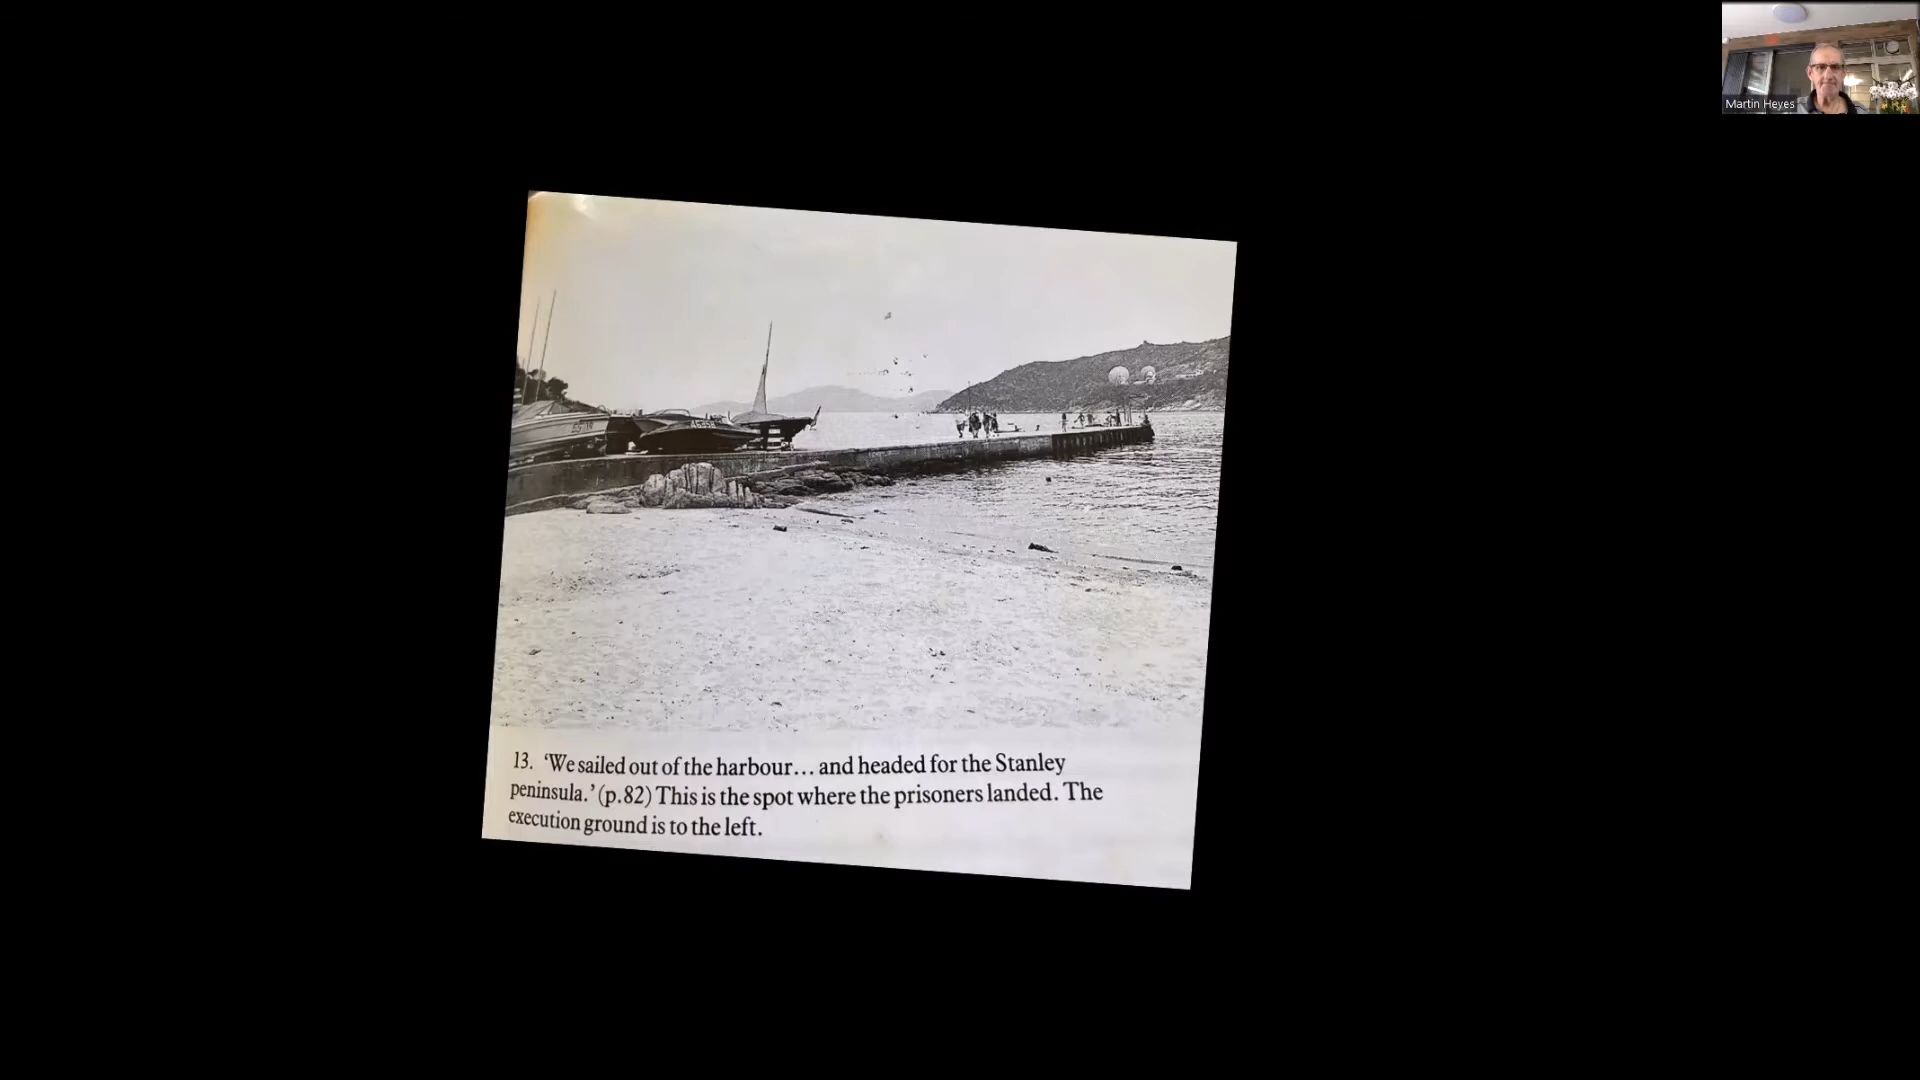 Martin Heyes
13. ‘We sailed out of the harbour... and headed for the Stanley
peninsula.’ (p.82) This is the spot where the prisoners landed. The
execution ground is to the left.